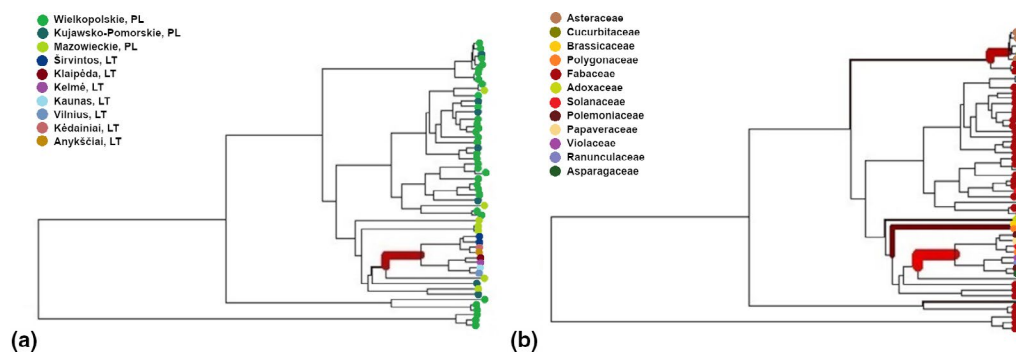 Wielkopolskie, PL
Kujawsko-Pomorskie, PL
Mazowieckie, PL
Širvintos, LT
Klaipėda, LT
Kelmė, LT
Kaunas, LT
Vilnius, LT
Kėdainiai, LT
Anykščiai, LT
(a)
Asteraceae
Cucurbitaceae
Brassicaceae
Polygonaceae
Fabaceae
Adoxaceae
Solanaceae
Polemoniaceae
Papaveraceae
Violaceae
Ranunculaceae
Asparagaceae
(b)